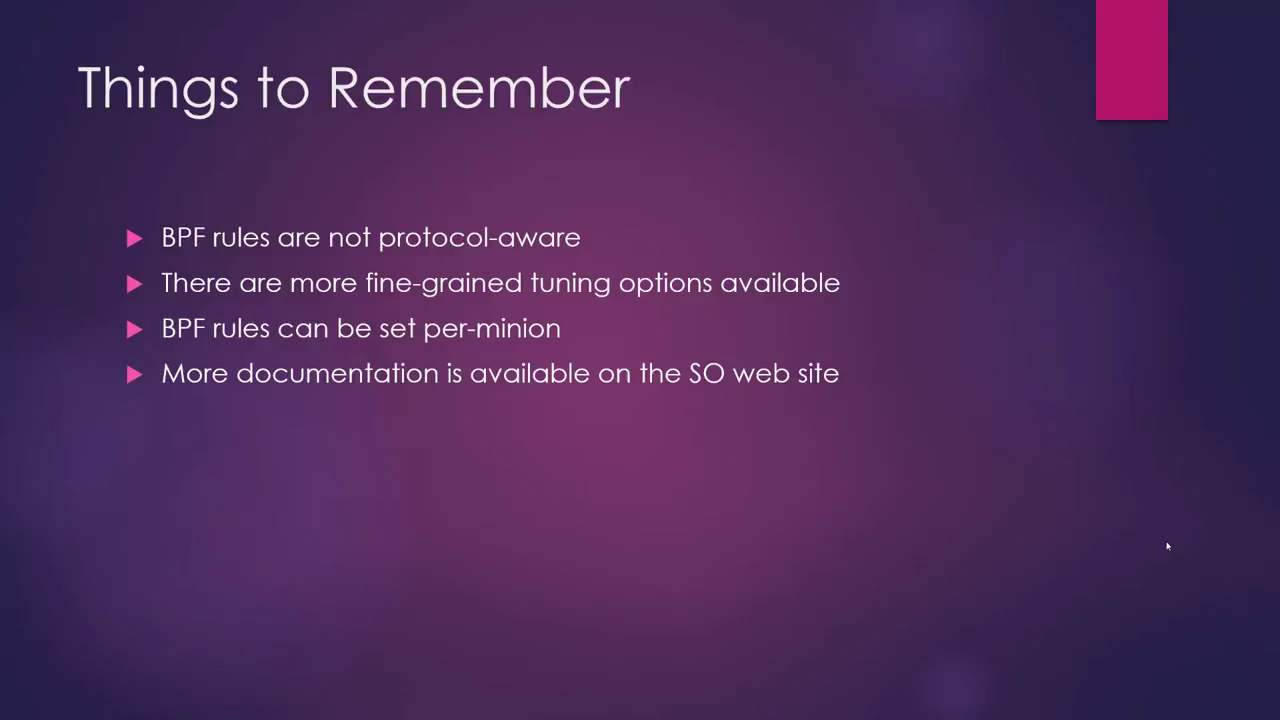 Things to Remember
BPF rules are not protocol-aware
There are more fine-grained tuning options available
BPF rules can be set per-minion
More documentation is available on the SO web site